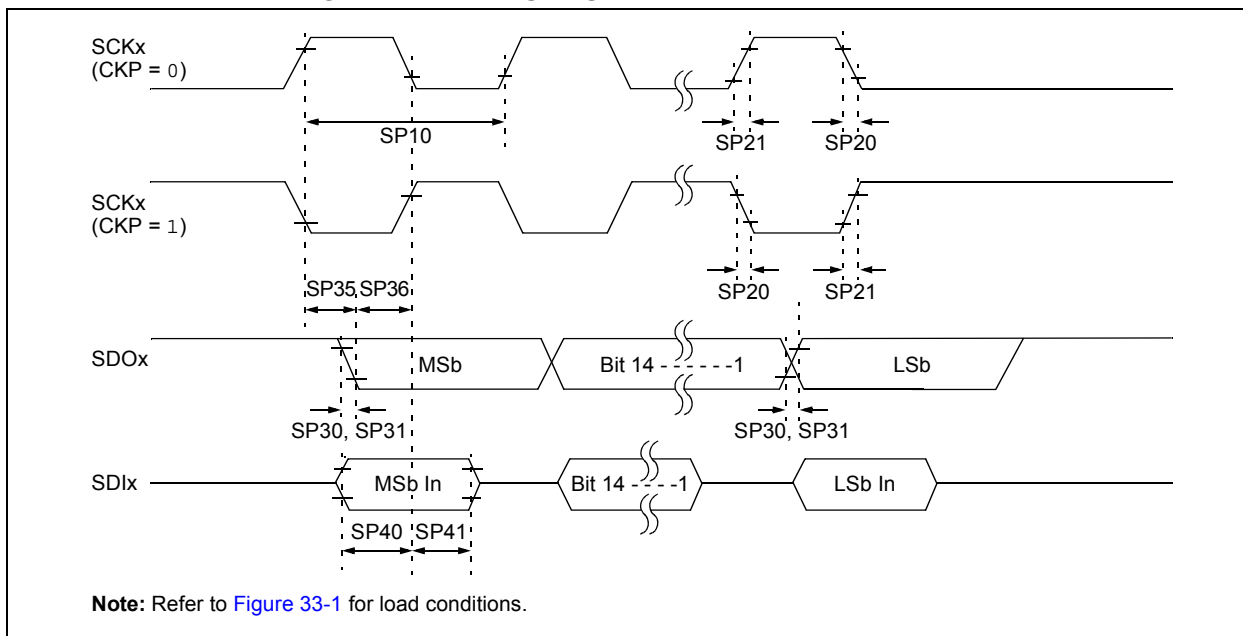 SCKx
(CKP = 0)
SP10
SP21
SP20
SCKx
(CKP = 1)
SP35 SP36
SP20
SP21
SDOx
MSb
Bit 14 - - - - - -1
LSb
SP30, SP31
SP30, SP31
SDIx
MSb In
Bit 14 - - - -1
LSb In
SP40 SP41
Note: Refer to Figure 33-1 for load conditions.